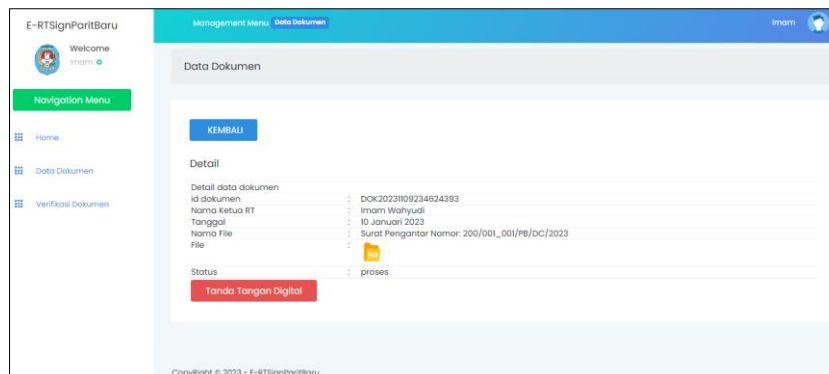 E-RTSignParitBaru
Management Menu Data Dokumen
Imam
Welcome
Imam
Data Dokumen
Navigation Menu
Home
Data Dokumen
Verifikasi Dokumen
KEMBALI
Detail
Detail data dokumen
id dokumen : DOK20231109234624393
Nama Ketua RT : Imam Wahyudi
Tanggal : 10 Januari 2023
Nama File : Surat Pengantar Nomor: 200/001_001/PB/DC/2023
File :
FILE
Status : proses
Tanda Tangan Digital
CopyRight © 2023 - E-RTSignParitBaru